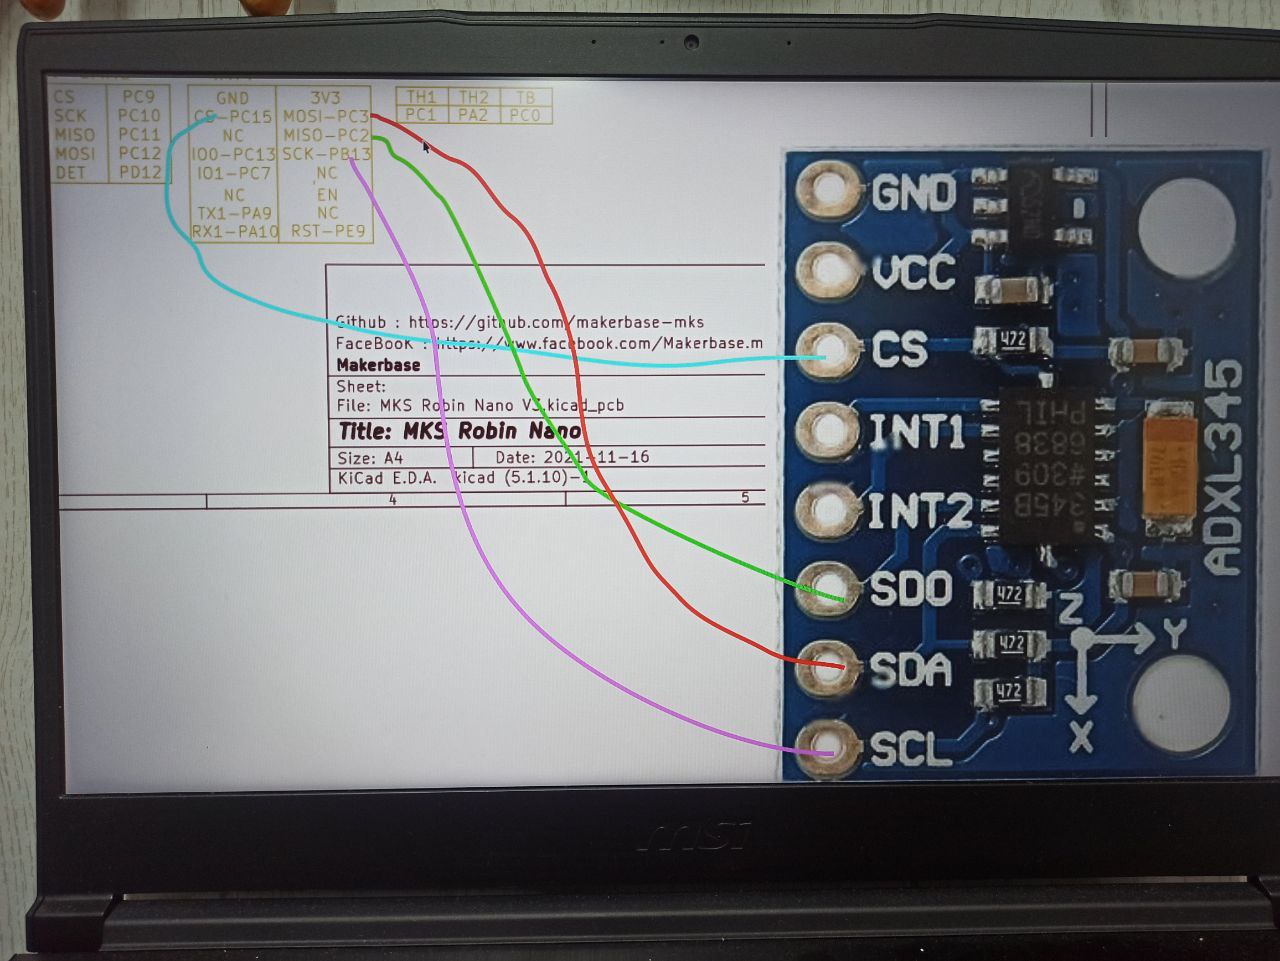 CS PC9
SCK PC10
MISO PC11
MOSI PC12
DET PD12
GND 3V3
CS-PC15 MOSI-PC3
NC MISO-PC2
IO0-PC13 SCK-PB13
IO1-PC7 NC
NC EN
TX1-PA9 NC
RX1-PA10 RST-PE9
TH1 TH2 TB
PC1 PA2 PC0
Github : https://github.com/makerbase-mks
FaceBook : https://www.facebook.com/Makerbase.m
Makerbase
Sheet:
File: MKS Robin Nano V3.kicad_pcb
Title: MKS Robin Nano
Size: A4 Date: 2021-11-16
KiCad E.D.A. kicad (5.1.10)-1
4 5
GND
VCC
CS
INT1
INT2
SDO
SDA
SCL
472
345B
#309
6838
PHIL
472
472
472
ADXL345
Z
Y
X
msi